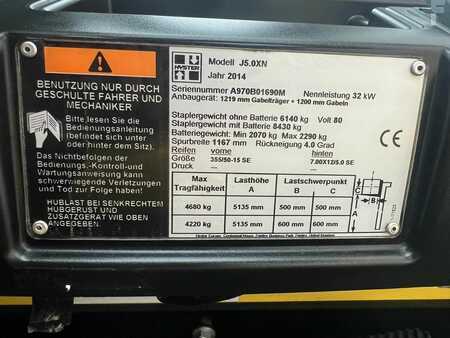 BENUTZUNG NUR DURCH
GESCHULTE FAHRER UND
MECHANIKER
Bitte lesen Sie die
Bedienungsanleitung
(befindet sich unter
oder hinter dem Sitz).
Das Nichtbefolgen der
Bedienungs-und Kontroll-
Wartungsanweisung kann
schwerwiegende Verletzungen
und Tod zur Folge haben.
HUBLAST BEI SENKRECHTEM
HUBGERUST UND
ZUSATZGERAT WIE OBEN
ANGEGEBEN.
HYSTER
Modell J5.0XN
Jahr 2014
Seriennummer A970B01690M Nennleistung 32 kW
Anbaugerät: 1219 mm Gabelträger + 1200 mm Gabeln
Staplergewicht ohne Batterie 6140 kg Volt 80
Staplergewicht mit Batterie 8430 kg
Batteriegewicht: Min 2070 kg Max 2290 kg
Spurbreite 1167 mm Rückneigung 4.0 Grad
Reifen vorne hinten
Größe 355/50-15 SE 7.00X12/5.0 SE
Max Tragfähigkeit Lasthöhe A Lastschwerpunkt B C
4680 kg 5135 mm 500 mm 500 mm
4220 kg 5135 mm 600 mm 600 mm
CE
C
B
A